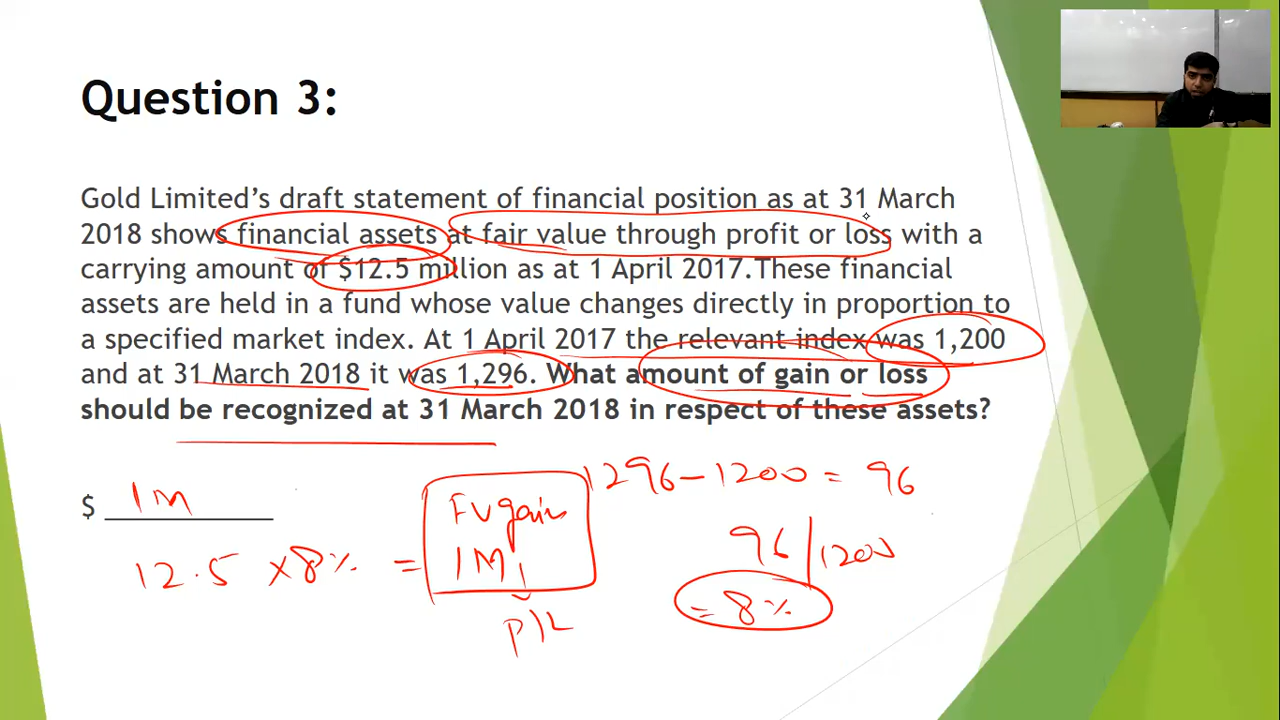 Question 3:
Gold Limited’s draft statement of financial position as at 31 March
2018 shows financial assets at fair value through profit or loss with a
carrying amount of $12.5 million as at 1 April 2017.These financial
assets are held in a fund whose value changes directly in proportion to
a specified market index. At 1 April 2017 the relevant index was 1,200
and at 31 March 2018 it was 1,296. What amount of gain or loss
should be recognized at 31 March 2018 in respect of these assets?
$ 1M
12.5 x8% = FV gain
1M
P/L
1296-1200 = 96
96/1200
= 8%